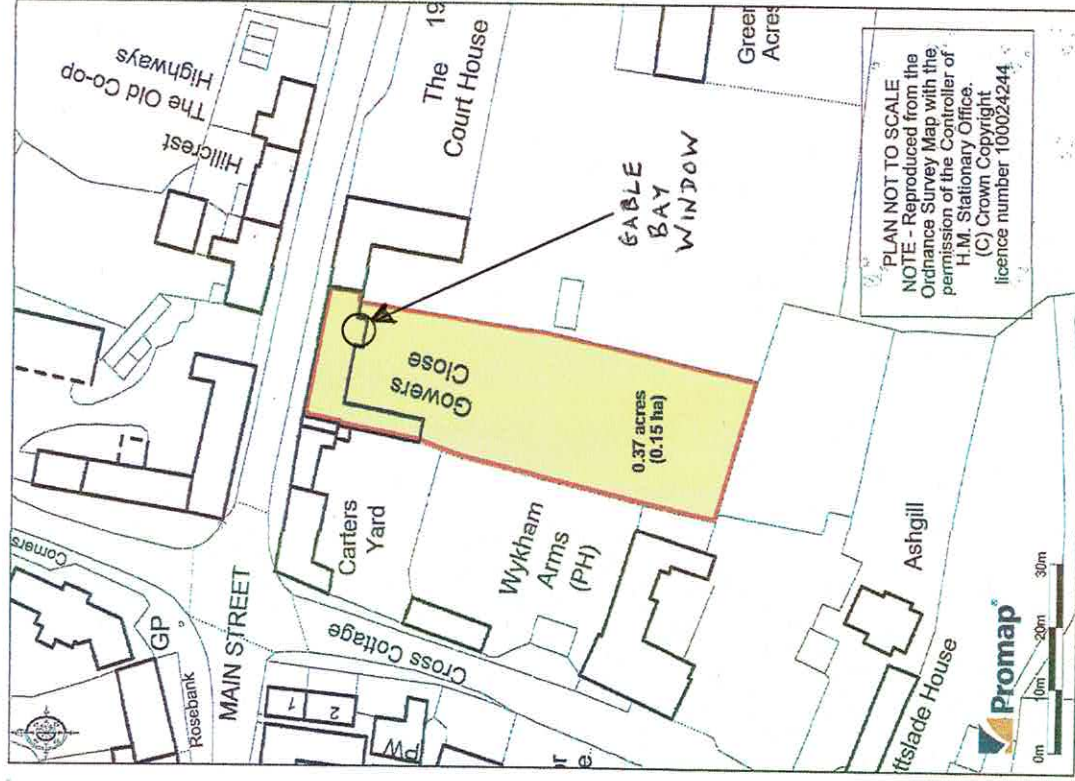 The Old Co-op
Highways
Hillcrest
The
Court House
19
Green
Acres
GABLE
BAY
WINDOW
Gowers
Close
0.37 acres
(0.15 ha)
Carters
Yard
Wykham
Arms
(PH)
Cross Cottage
MAIN STREET
Corners
GP
Rosebank
1
2
PW
Ashgill
ttslade House
Promap
0m
10m
20m
30m
PLAN NOT TO SCALE
NOTE - Reproduced from the
Ordnance Survey Map with the
permission of the Controller of
H.M. Stationary Office.
(C) Crown Copyright
licence number 100024244